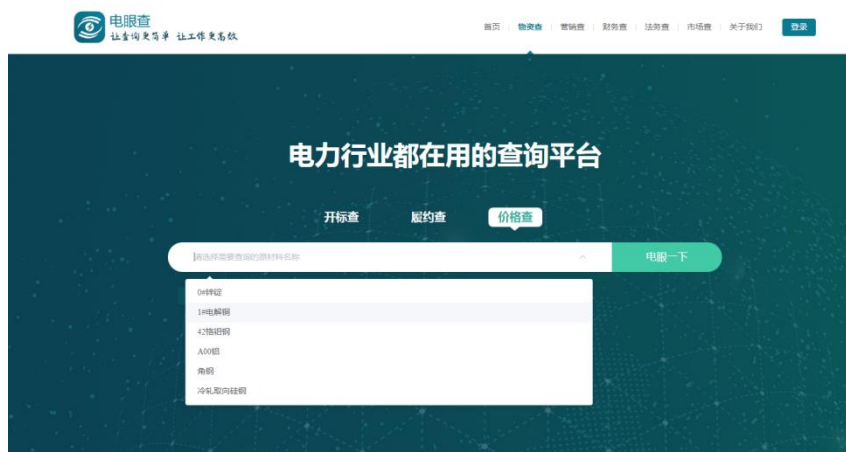 电眼查
让查询更简单 让工作更高效
首页 物资查 营销查 财务查 法务查 市场查 关于我们 登录
电力行业都在用的查询平台
开标查 履约查 价格查
请选择需要查询的原材料名称 电眼一下
0#锌锭
1#电解铜
42铬钼钢
A00铝
角钢
冷轧取向硅钢